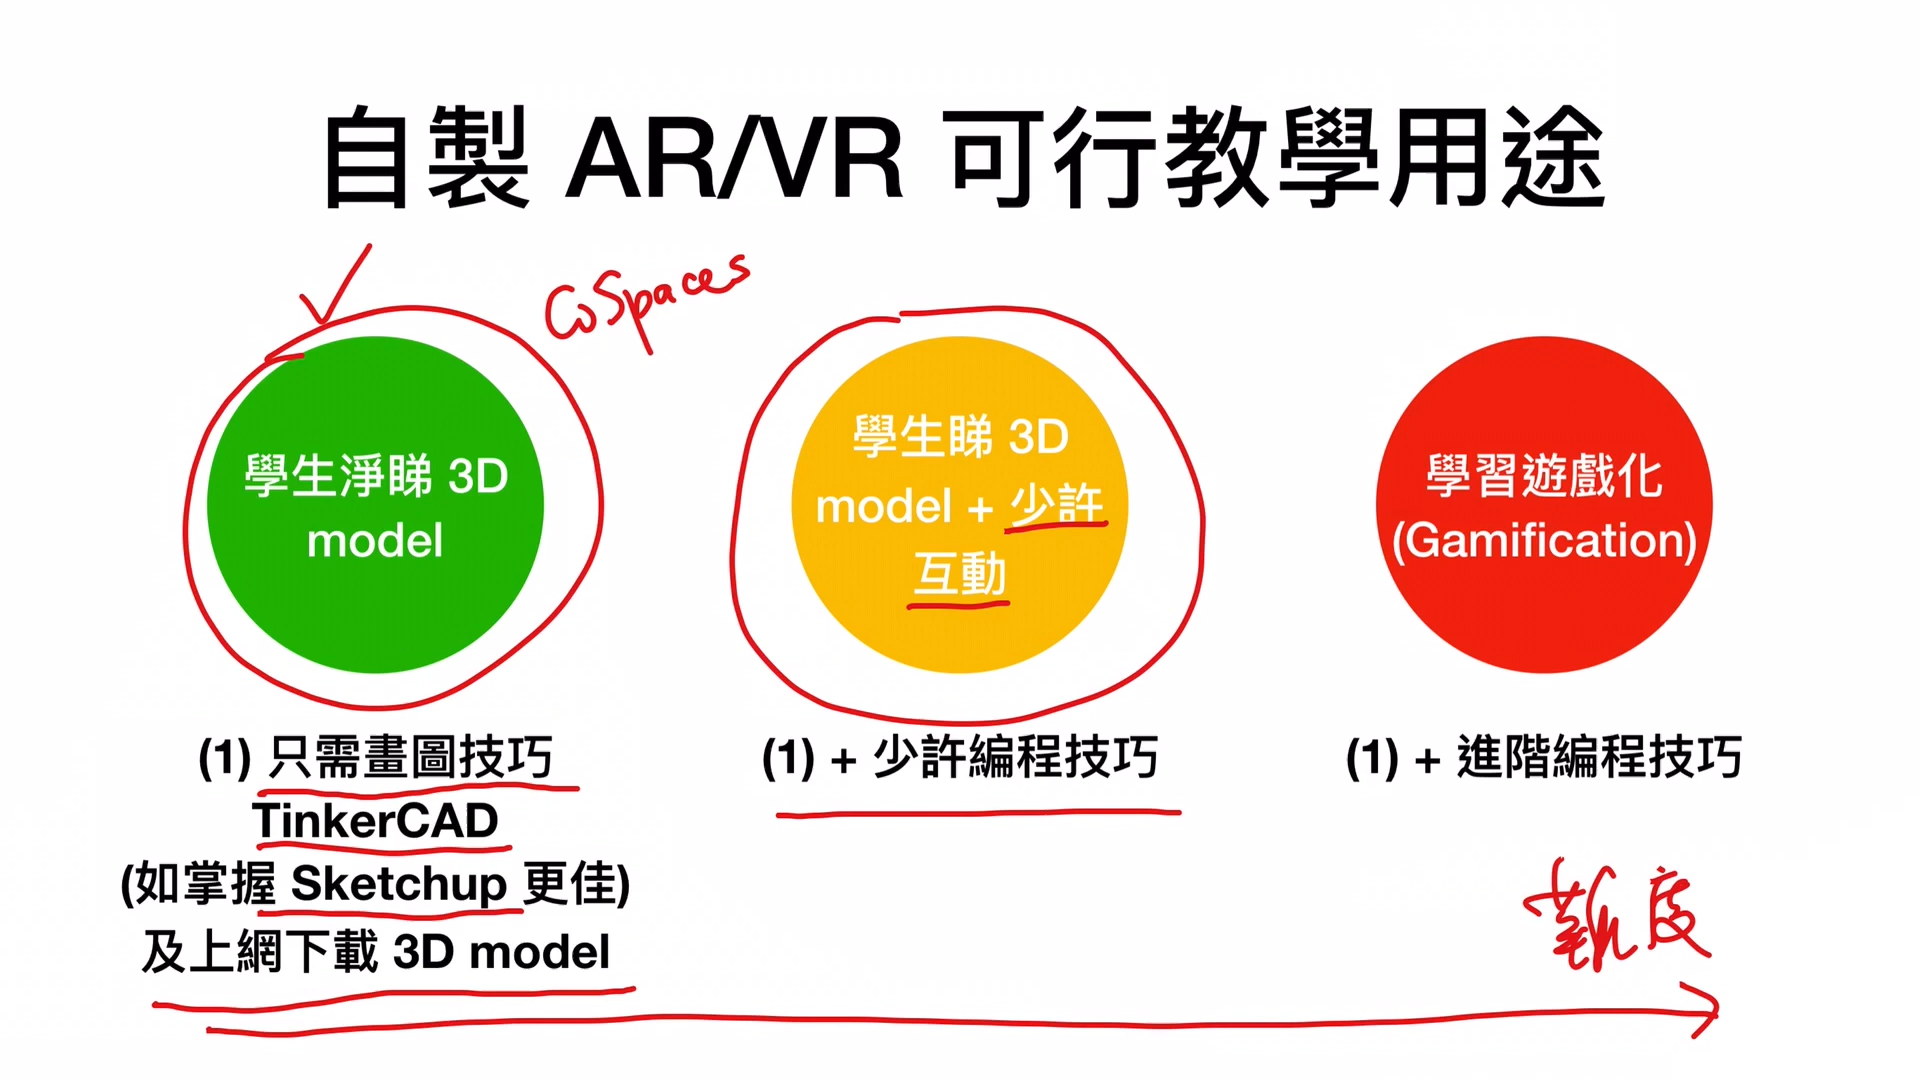 自製 AR/VR 可行教學用途
CoSpaces
學生淨睇 3D
model
學生睇 3D
model + 少許
互動
學習遊戲化
(Gamification)
(1) 只需畫圖技巧
TinkerCAD
(如掌握 Sketchup 更佳)
及上網下載 3D model
(1) + 少許編程技巧
(1) + 進階編程技巧
難度